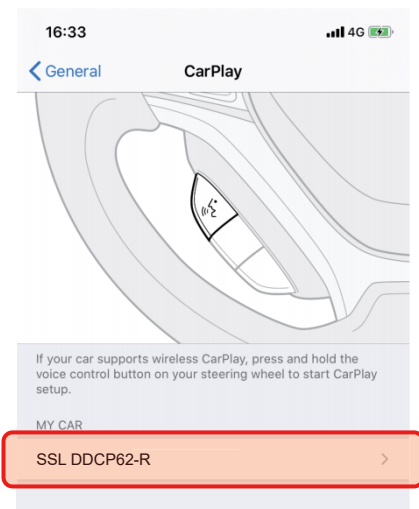 16:33
4G
General
CarPlay
If your car supports wireless CarPlay, press and hold the
voice control button on your steering wheel to start CarPlay
setup.
MY CAR
SSL DDCP62-R